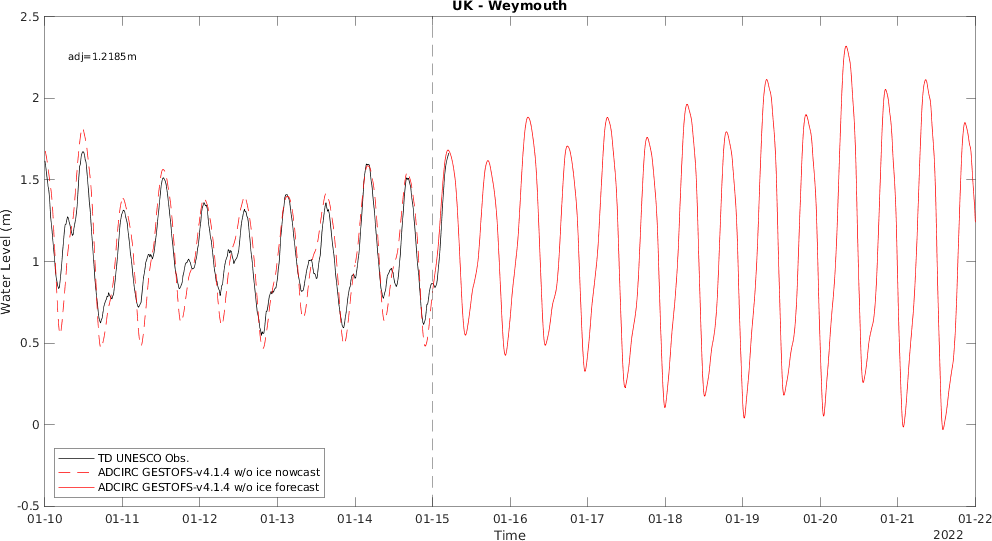 UK - Weymouth
2.5
adj=1.2185m
2
1.5
1
0.5
0
-0.5
Water Level (m)
TD UNESCO Obs.
ADCIRC GESTOFS-v4.1.4 w/o ice nowcast
ADCIRC GESTOFS-v4.1.4 w/o ice forecast
01-10 01-11 01-12 01-13 01-14 01-15 01-16 01-17 01-18 01-19 01-20 01-21 01-22
Time
2022